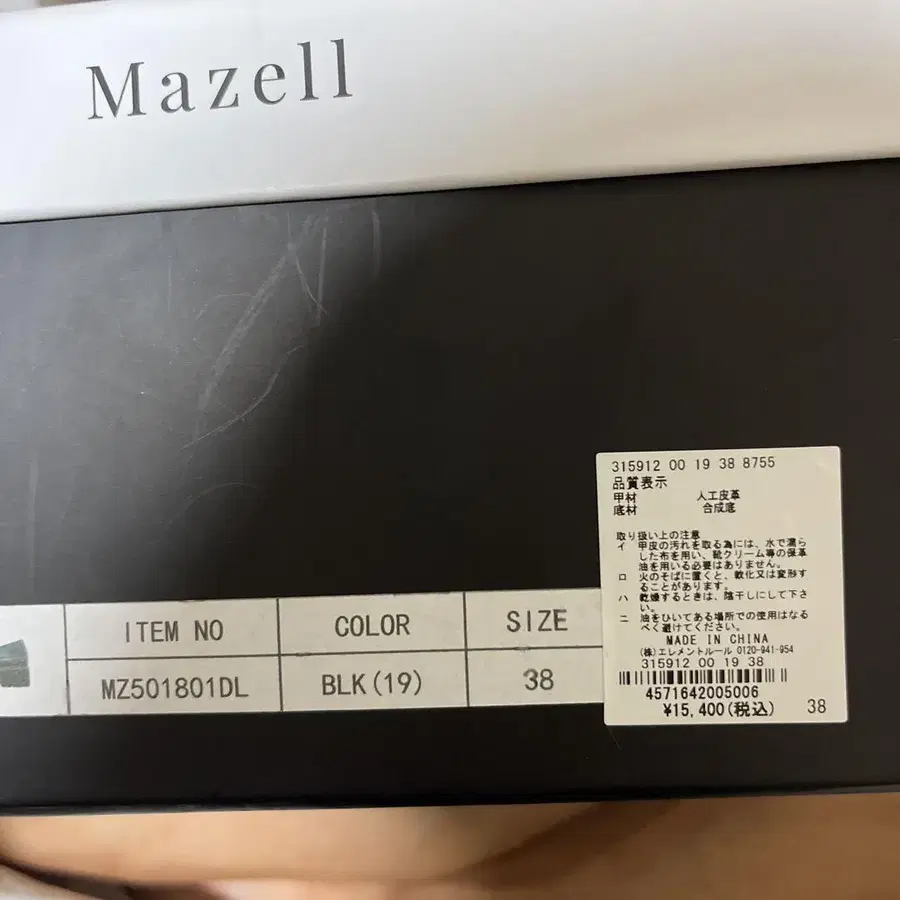 Mazell
315912 00 19 38 8755
品質表示
甲材 人工皮革
底材 合成底
取り扱い上の注意
イ 甲皮の汚れを取る為には、水で濡ら
した布を用い、靴クリーム等の保革
油を用いる必要はありません。
ロ 火のそばに置くと、軟化又は変形す
ることがあります。
ハ 乾燥するときは、陰干しにして下さ
い。
ニ 油をひいてある場所での使用はなる
べく避けてください。
MADE IN CHINA
(株)エレメントルール 0120-941-954
315912 00 19 38
4571642005006
¥15,400(税込) 38
ITEM NO COLOR SIZE
MZ501801DL BLK(19) 38